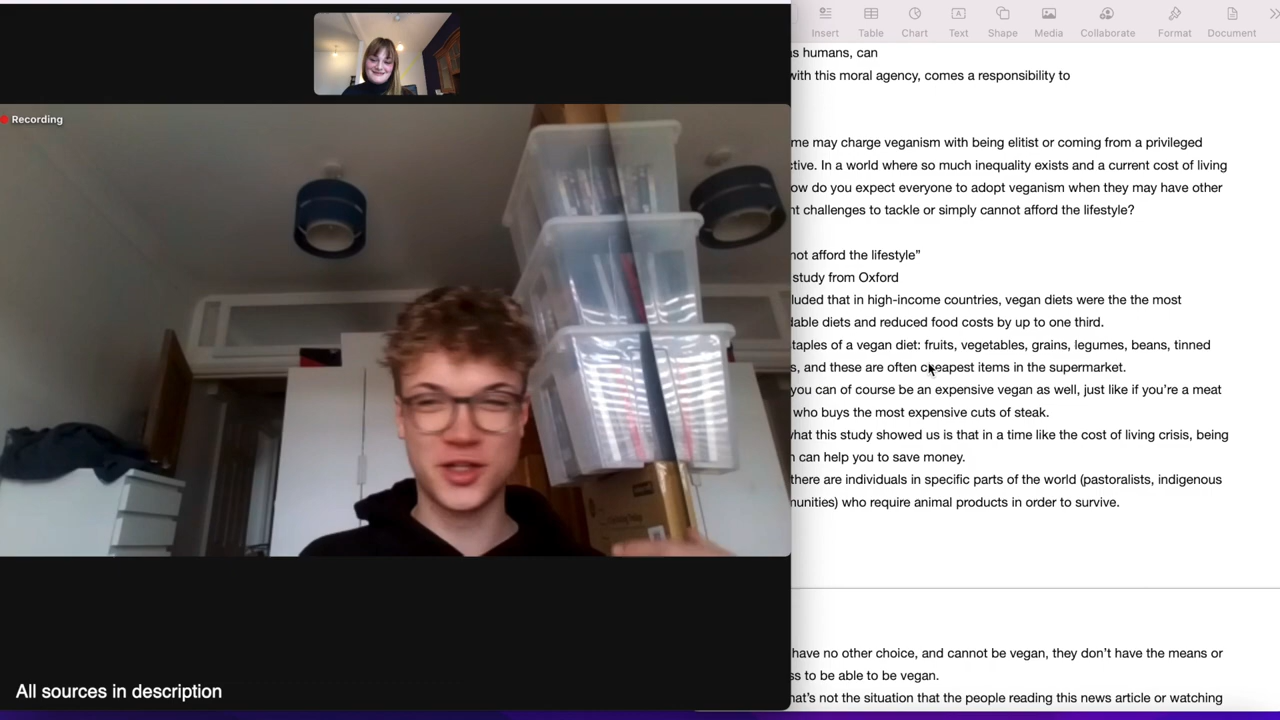 Insert Table Chart Text Shape Media Collaborate Format Document
Recording
as humans, can
with this moral agency, comes a responsibility to
me may charge veganism with being elitist or coming from a privileged
ctive. In a world where so much inequality exists and a current cost of living
ow do you expect everyone to adopt veganism when they may have other
nt challenges to tackle or simply cannot afford the lifestyle?
not afford the lifestyle”
study from Oxford
luded that in high-income countries, vegan diets were the the most
dable diets and reduced food costs by up to one third.
taples of a vegan diet: fruits, vegetables, grains, legumes, beans, tinned
s, and these are often cheapest items in the supermarket.
you can of course be an expensive vegan as well, just like if you’re a meat
who buys the most expensive cuts of steak.
what this study showed us is that in a time like the cost of living crisis, being
n can help you to save money.
there are individuals in specific parts of the world (pastoralists, indigenous
munities) who require animal products in order to survive.
have no other choice, and cannot be vegan, they don’t have the means or
ss to be able to be vegan.
hat’s not the situation that the people reading this news article or watching
All sources in description